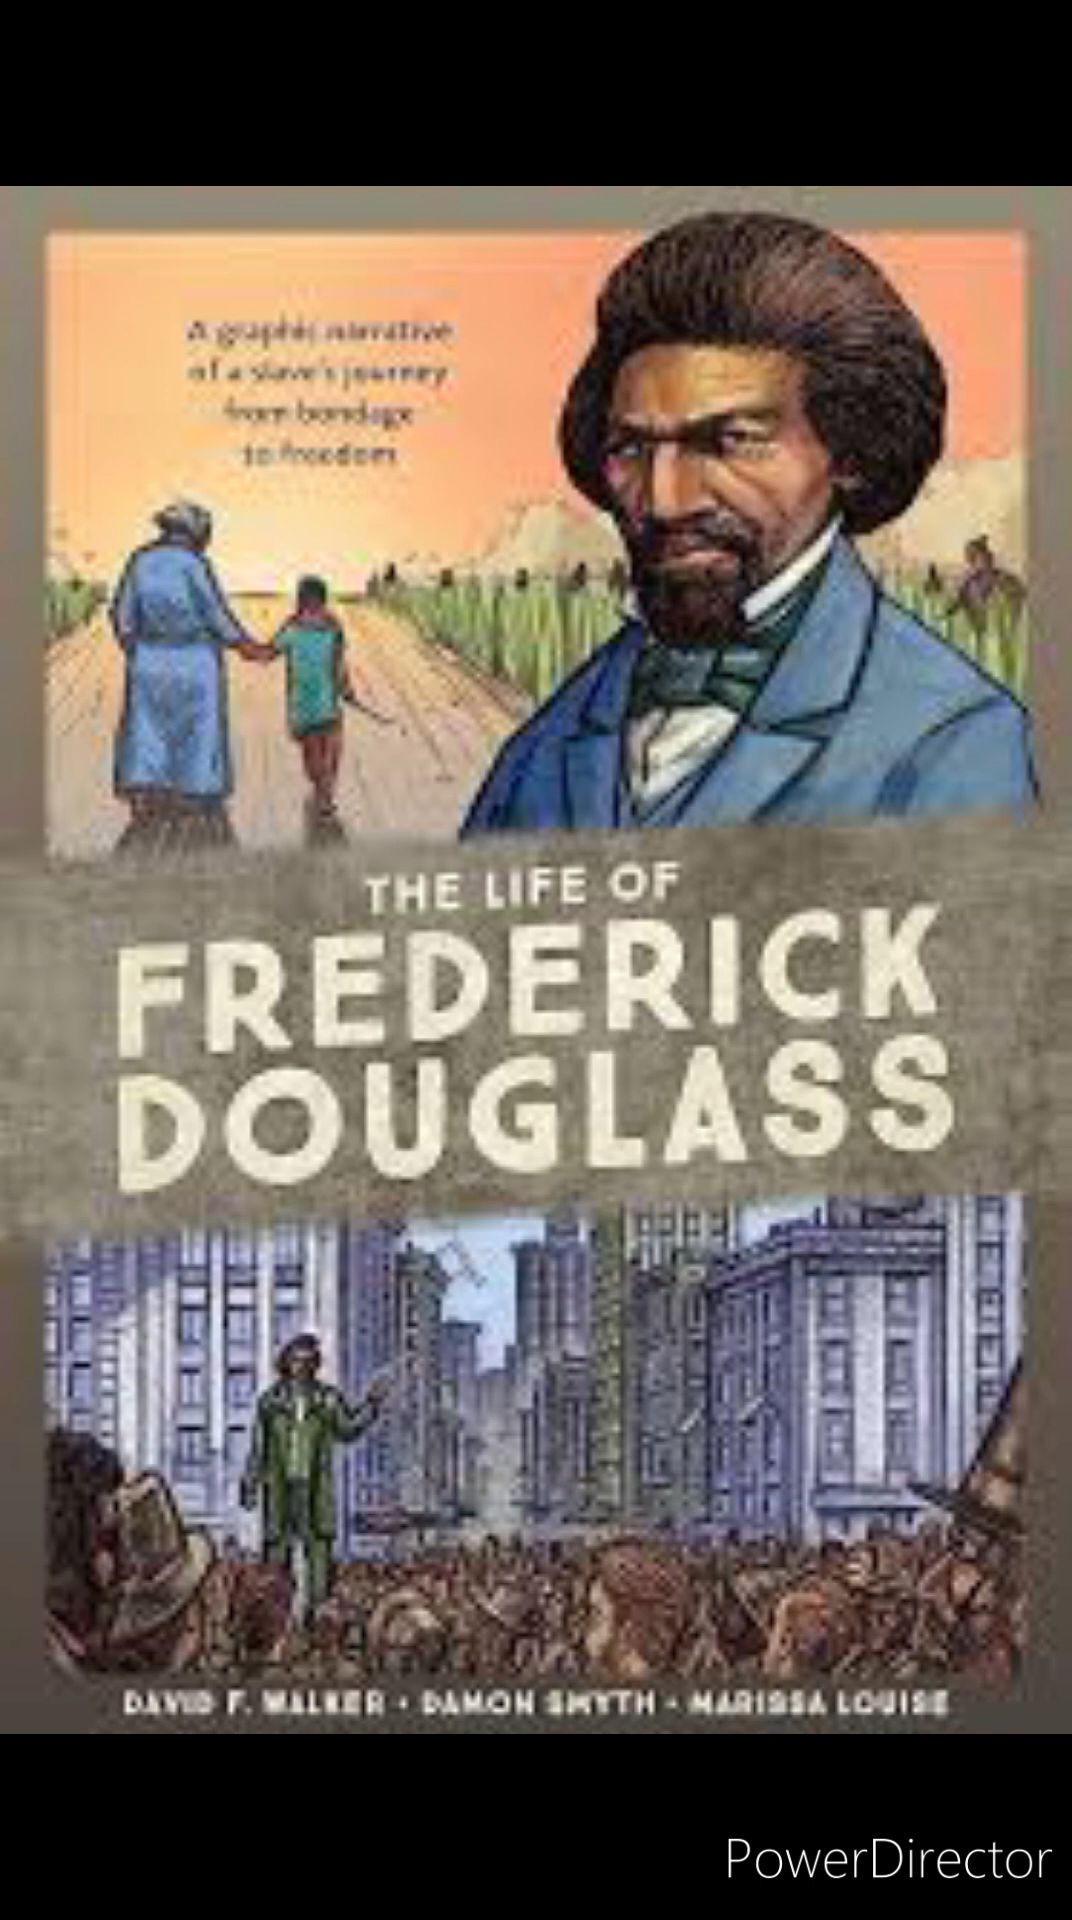 A graphic narrative
of a slave's journey
from bondage
to freedom
THE LIFE OF
FREDERICK
DOUGLASS
DAVID F. WALKER • DAMON SMYTH • MARISSA LOUISE
PowerDirector